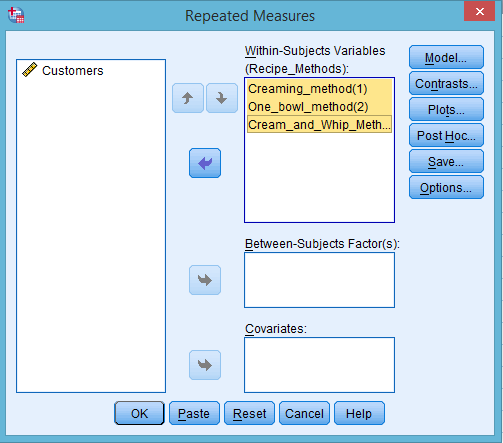 Repeated Measures
Customers
Within-Subjects Variables
(Recipe_Methods):
Creaming_method(1)
One_bowl_method(2)
Cream_and_Whip_Meth...
Model...
Contrasts...
Plots...
Post Hoc...
Save...
Options...
Between-Subjects Factor(s):
Covariates:
OK
Paste
Reset
Cancel
Help